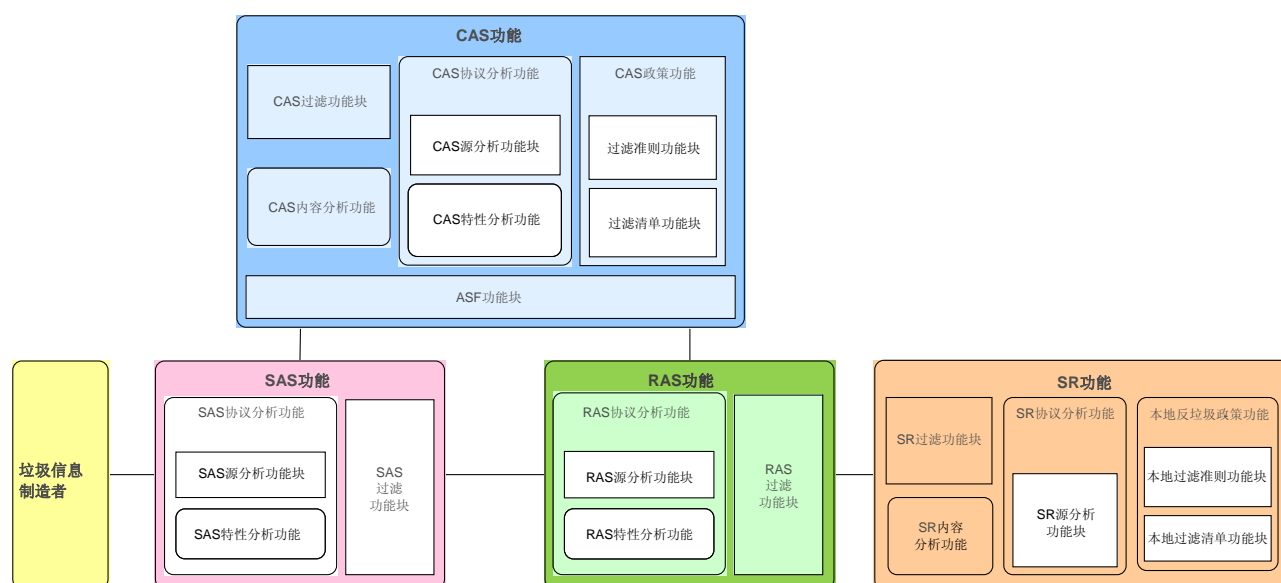 CAS功能
CAS过滤功能块
CAS内容分析功能
CAS协议分析功能
CAS源分析功能块
CAS特性分析功能
CAS政策功能
过滤准则功能块
过滤清单功能块
ASF功能块
垃圾信息
制造者
SAS功能
SAS协议分析功能
SAS源分析功能块
SAS特性分析功能
SAS
过滤
功能块
RAS功能
RAS协议分析功能
RAS源分析功能块
RAS特性分析功能
RAS
过滤
功能块
SR功能
SR过滤功能块
SR内容
分析功能
SR协议分析功能
SR源分析
功能块
本地反垃圾政策功能
本地过滤准则功能块
本地过滤清单功能块